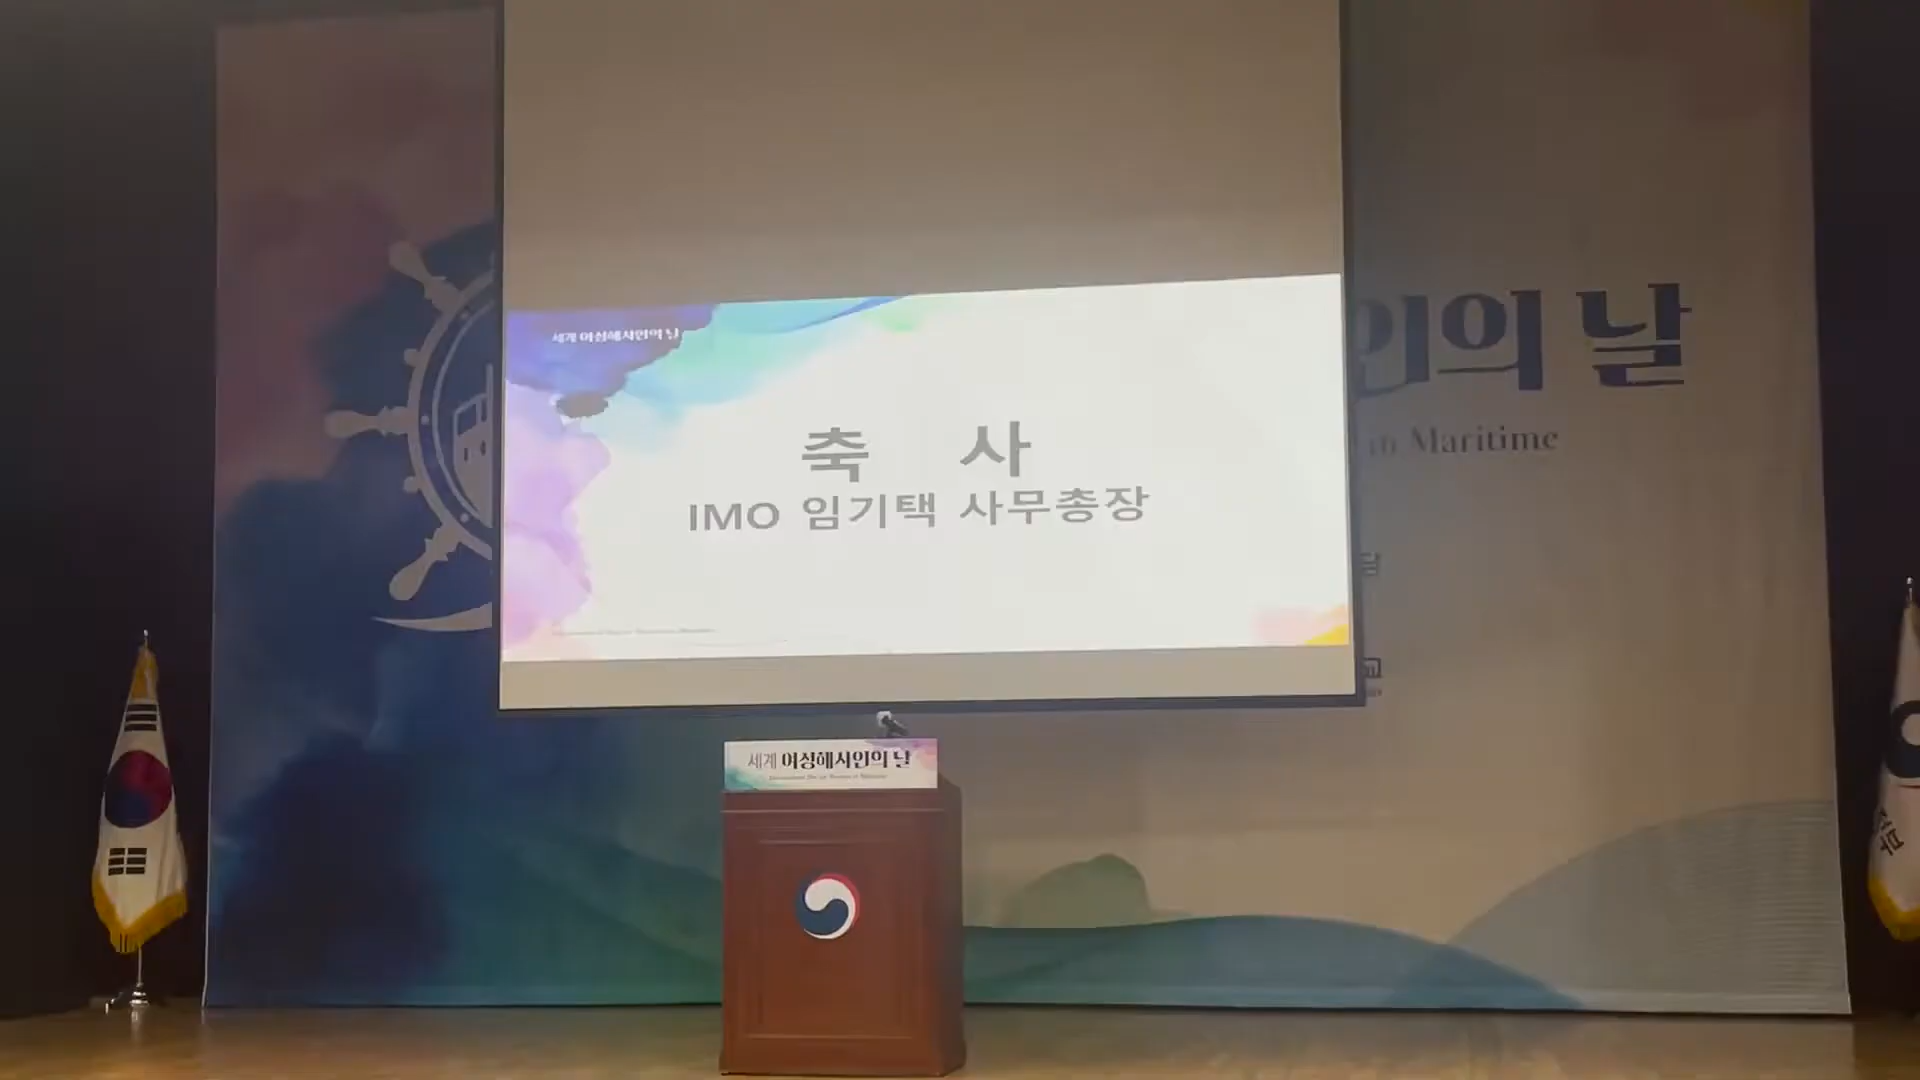 세계 여성해사인의 날
축 사
IMO 임기택 사무총장
인의 날
in Maritime
세계 여성해사인의 날